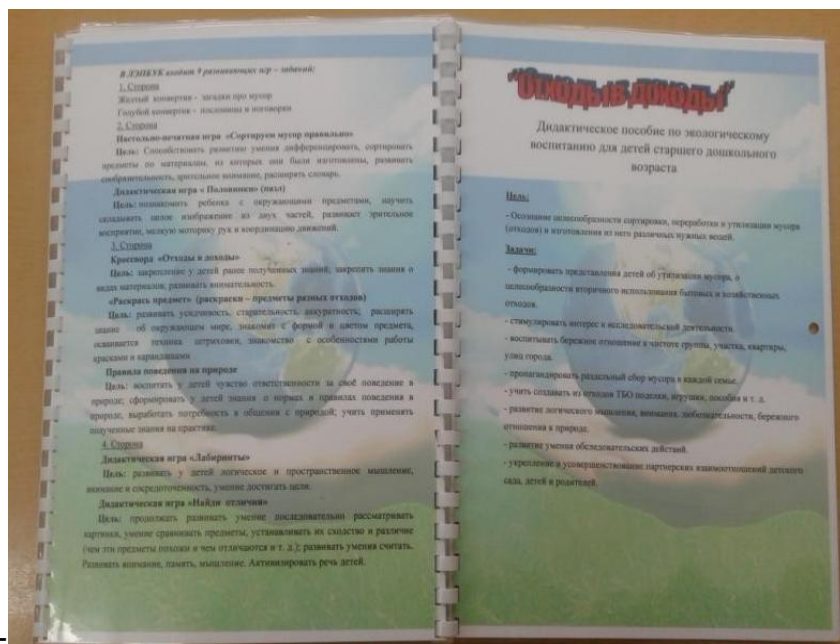 В ЛЭПБУК входит 9 развивающих игр – заданий:
1. Сторона
Желтый конвертик – загадки про мусор
Голубой конвертик – пословицы и поговорки
2. Сторона
Настольно-печатная игра «Сортируем мусор правильно»
Цель: Способствовать развитию умения дифференцировать, сортировать
предметы по материалам, из которых они были изготовлены, развивать
сообразительность, зрительное внимание, расширять словарь.
Дидактическая игра « Половинки» (пазл)
Цель: познакомить ребенка с окружающими предметами, научить
складывать целое изображение из двух частей, развивает зрительное
восприятие, мелкую моторику рук и координацию движений.
3. Сторона
Кроссворд «Отходы в доходы»
Цель: закрепление у детей ранее полученных знаний; закрепить знания о
видах материалов, развивать внимательность.
«Раскрась предмет» (раскраски – предметы разных отходов)
Цель: развивать усидчивость, старательность, аккуратность; расширять
знание об окружающем мире, знакомит с формой и цветом предмета,
осваивается техника штриховки, знакомство с особенностями работы
красками и карандашами
Правила поведения на природе
Цель: воспитать у детей чувство ответственности за своё поведение в
природе; сформировать у детей знания о нормах и правилах поведения в
природе, выработать потребность в общении с природой; учить применять
полученные знания на практике.
4. Сторона
Дидактическая игра «Лабиринты»
Цель: развивать у детей логическое и пространственное мышление,
внимание и сосредоточенность, умение достигать цели.
Дидактическая игра «Найди отличия»
Цель: продолжать развивать умение последовательно рассматривать
картинки, умение сравнивать предметы, устанавливать их сходство и различие
(чем эти предметы похожи и чем отличаются и т. д.); развивать умения считать.
Развивать внимание, память, мышление. Активизировать речь детей.
"ОТХОДЫ В ДОХОДЫ"
Дидактическое пособие по экологическому
воспитанию для детей старшего дошкольного
возраста
Цель:
- Осознание целесообразности сортировки, переработки и утилизации мусора
(отходов) и изготовления из него различных нужных вещей.
Задачи:
- формировать представления детей об утилизации мусора, о
целесообразности вторичного использования бытовых и хозяйственных
отходов.
- стимулировать интерес к исследовательской деятельности.
- воспитывать бережное отношение к чистоте группы, участка, квартиры,
улиц города.
- пропагандировать раздельный сбор мусора в каждой семье.
- учить создавать из отходов ТБО поделки, игрушки, пособия и т. д.
- развитие логического мышления, внимания, любознательности, бережного
отношения к природе.
- развитие умения обследовательских действий.
- укрепление и усовершенствование партнерских взаимоотношений детского
сада, детей и родителей.